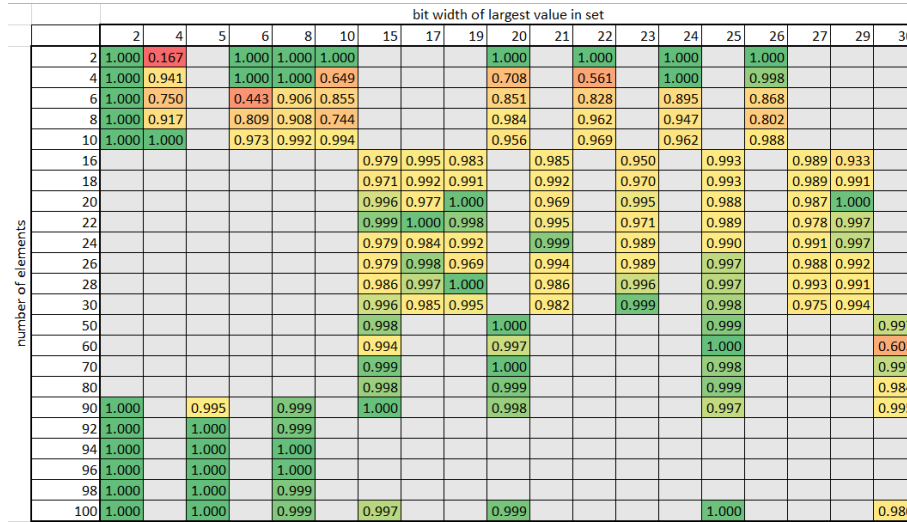 bit width of largest value in set
2 4 5 6 8 10 15 17 19 20 21 22 23 24 25 26 27 29 30
2 1.000 0.167 1.000 1.000 1.000 1.000 1.000 1.000 1.000
4 1.000 0.941 1.000 1.000 0.649 0.708 0.561 1.000 0.998
6 1.000 0.750 0.443 0.906 0.855 0.851 0.828 0.895 0.868
8 1.000 0.917 0.809 0.908 0.744 0.984 0.962 0.947 0.802
10 1.000 1.000 0.973 0.992 0.994 0.956 0.969 0.962 0.988
16 0.979 0.995 0.983 0.985 0.950 0.993 0.989 0.933
18 0.971 0.992 0.991 0.992 0.970 0.993 0.989 0.991
20 0.996 0.977 1.000 0.969 0.995 0.988 0.987 1.000
22 0.999 1.000 0.998 0.995 0.971 0.989 0.978 0.997
24 0.979 0.984 0.992 0.999 0.989 0.990 0.991 0.997
26 0.979 0.998 0.969 0.994 0.989 0.997 0.988 0.992
28 0.986 0.997 1.000 0.986 0.996 0.997 0.993 0.991
30 0.996 0.985 0.995 0.982 0.999 0.998 0.975 0.994
50 0.998 1.000 0.999 0.99
60 0.994 0.997 1.000 0.60
70 0.999 1.000 0.998 0.99
80 0.998 0.999 0.999 0.98
90 1.000 0.995 0.999 1.000 0.998 0.997 0.99
92 1.000 1.000 0.999
94 1.000 1.000 1.000
96 1.000 1.000 1.000
98 1.000 1.000 0.999
100 1.000 1.000 0.999 0.997 0.999 1.000 0.98
number of elements